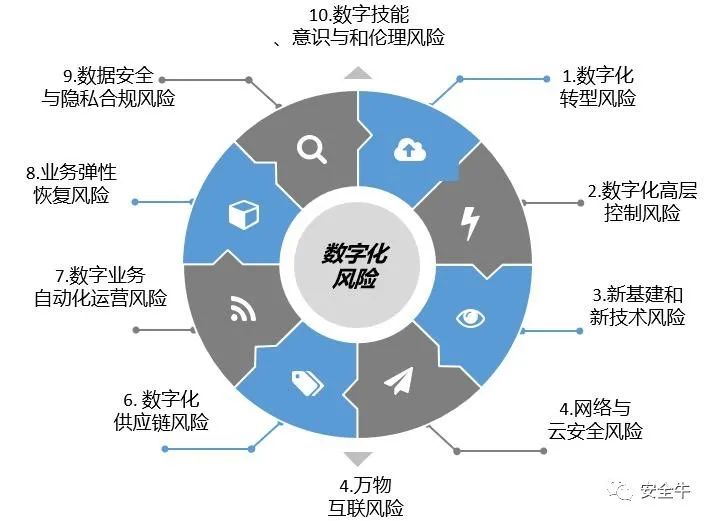 10.数字技能
、意识与和伦理风险
1.数字化
转型风险
2.数字化高层
控制风险
3.新基建和
新技术风险
4.网络与
云安全风险
4.万物
互联风险
6. 数字化
供应链风险
7.数字业务
自动化运营风险
8.业务弹性
恢复风险
9.数据安全
与隐私合规风险
数字化
风险
安全牛